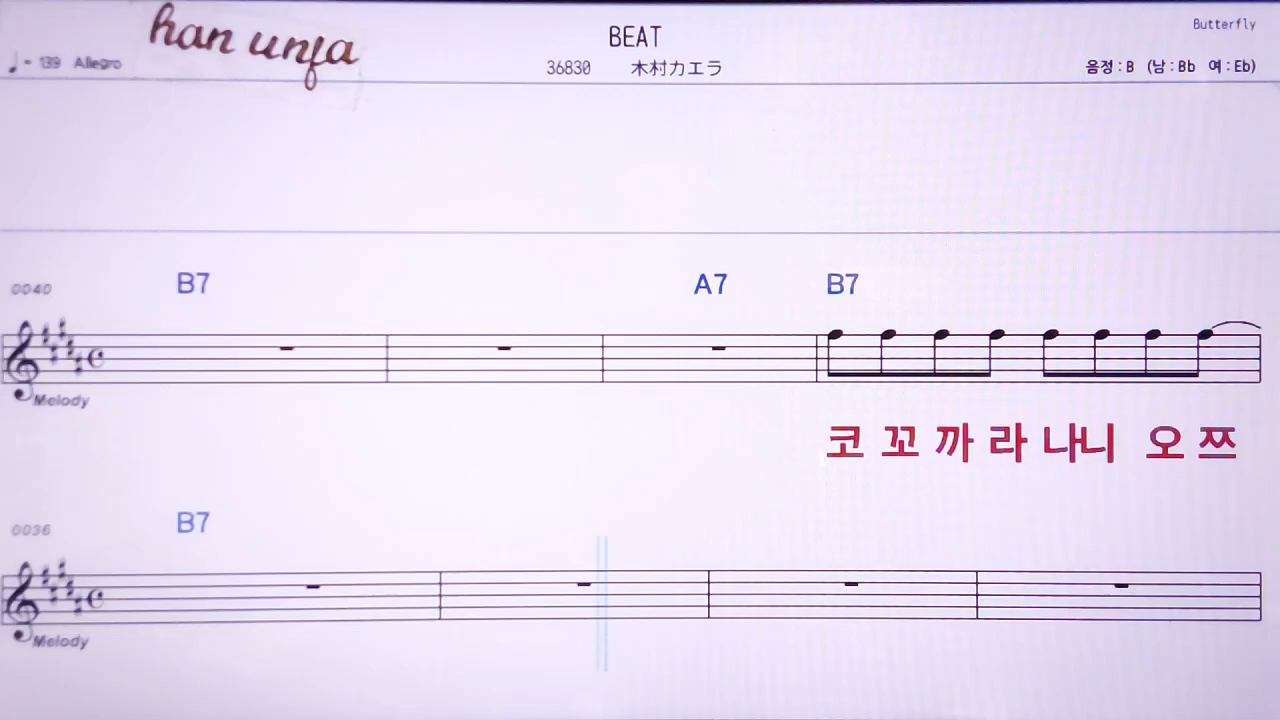 han unja
BEAT
Butterfly
♩= 139 Allegro
36830 木村カエラ
음정:B (남:Bb 여:Eb)
B7 A7 B7
0040
Melody
코 꼬 까 라 나니 오 쯔
B7
0036
Melody